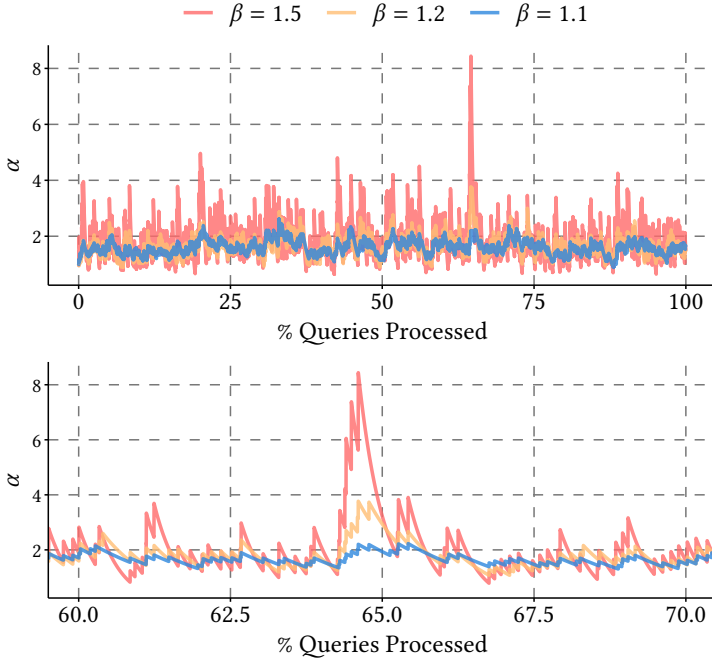 β = 1.5 β = 1.2 β = 1.1
8
6
4
2
α
0 25 50 75 100
% Queries Processed
8
6
4
2
α
60.0 62.5 65.0 67.5 70.0
% Queries Processed